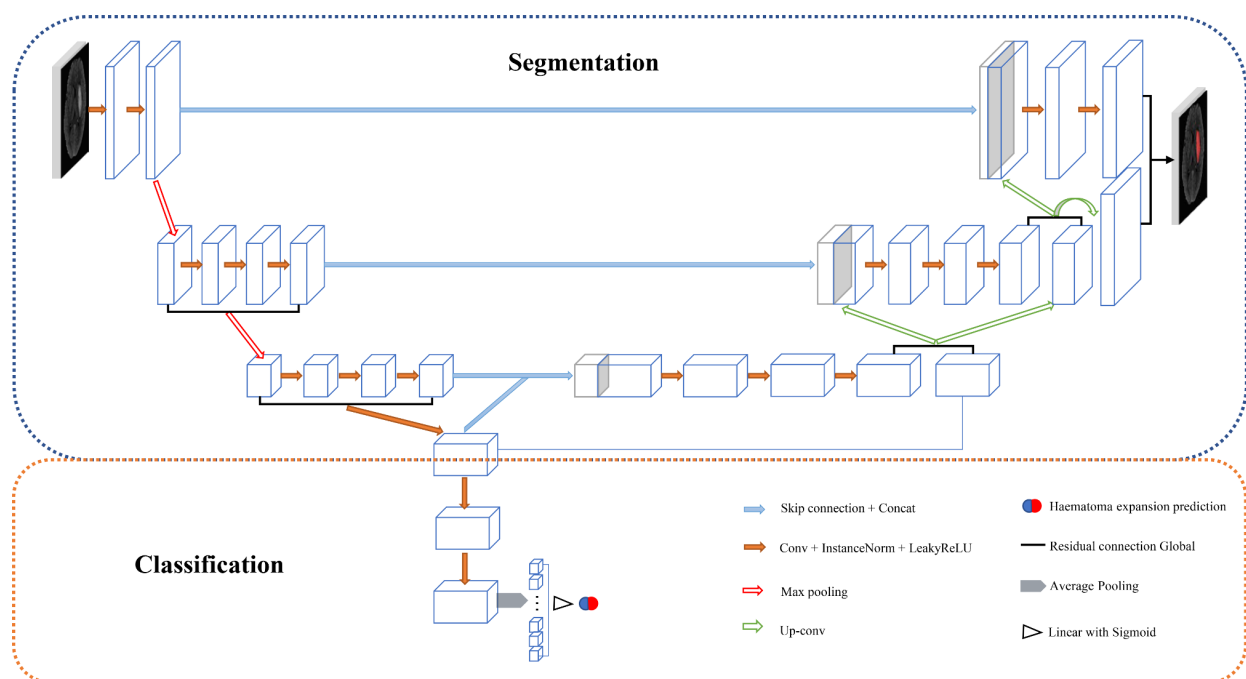 Segmentation
Classification
Skip connection + Concat
Conv + InstanceNorm + LeakyReLU
Max pooling
Up-conv
Haematoma expansion prediction
Residual connection Global
Average Pooling
Linear with Sigmoid